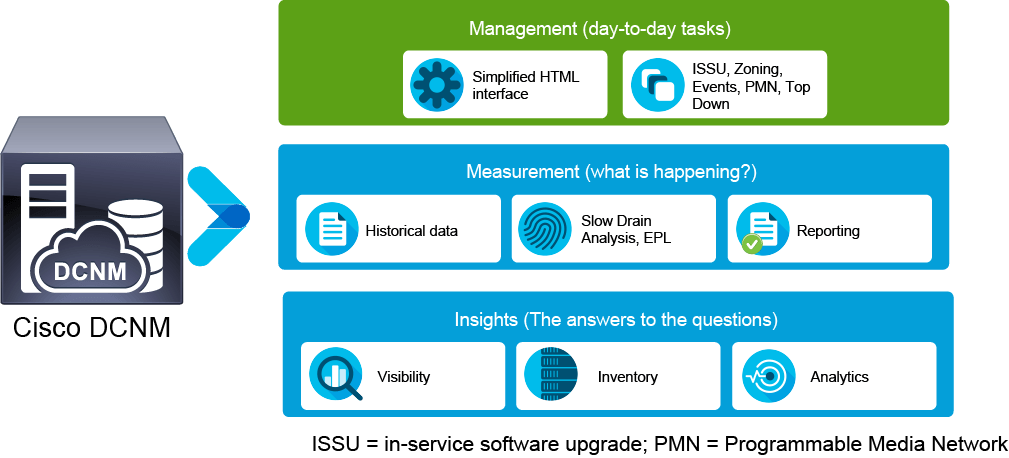 Management (day-to-day tasks)
Simplified HTML
interface
ISSU, Zoning,
Events, PMN, Top
Down
Measurement (what is happening?)
Historical data
Slow Drain
Analysis, EPL
Reporting
DCNM
Cisco DCNM
Insights (The answers to the questions)
Visibility
Inventory
Analytics
ISSU = in-service software upgrade; PMN = Programmable Media Network